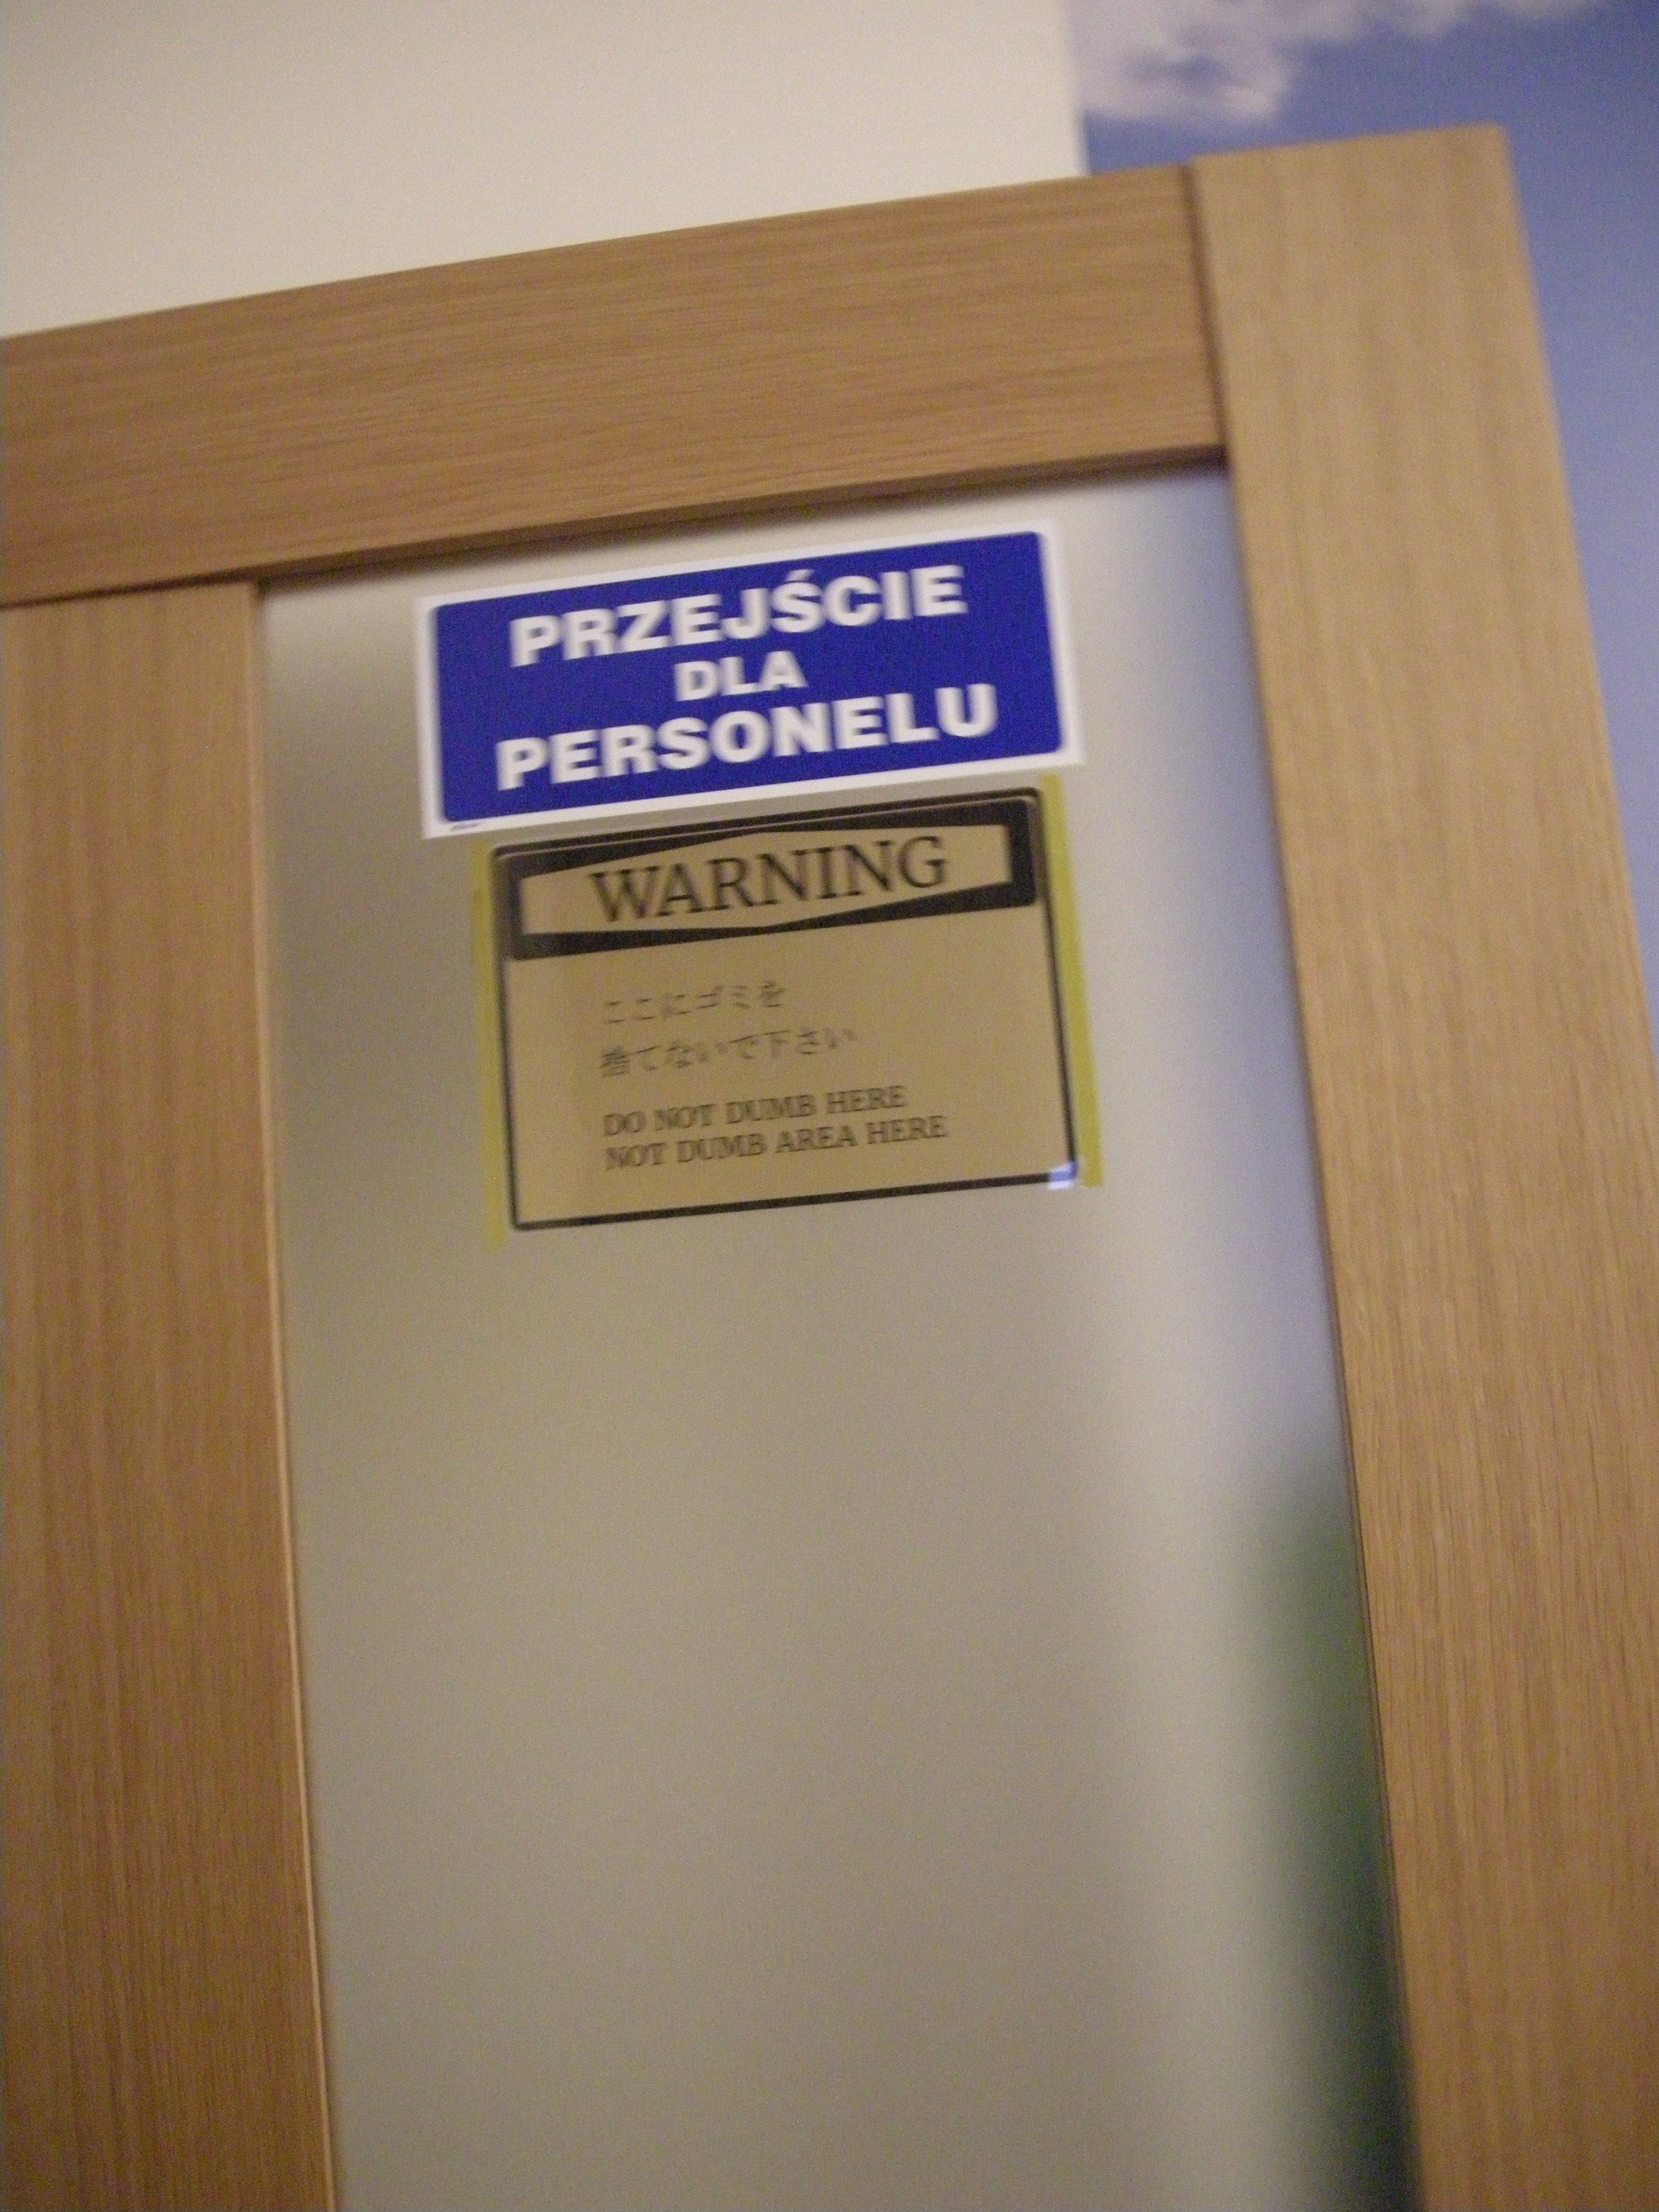 PRZEJŚCIE
DLA
PERSONELU
WARNING
ここにゴミを
捨てないで下さい
DO NOT DUMB HERE
NOT DUMB AREA HERE